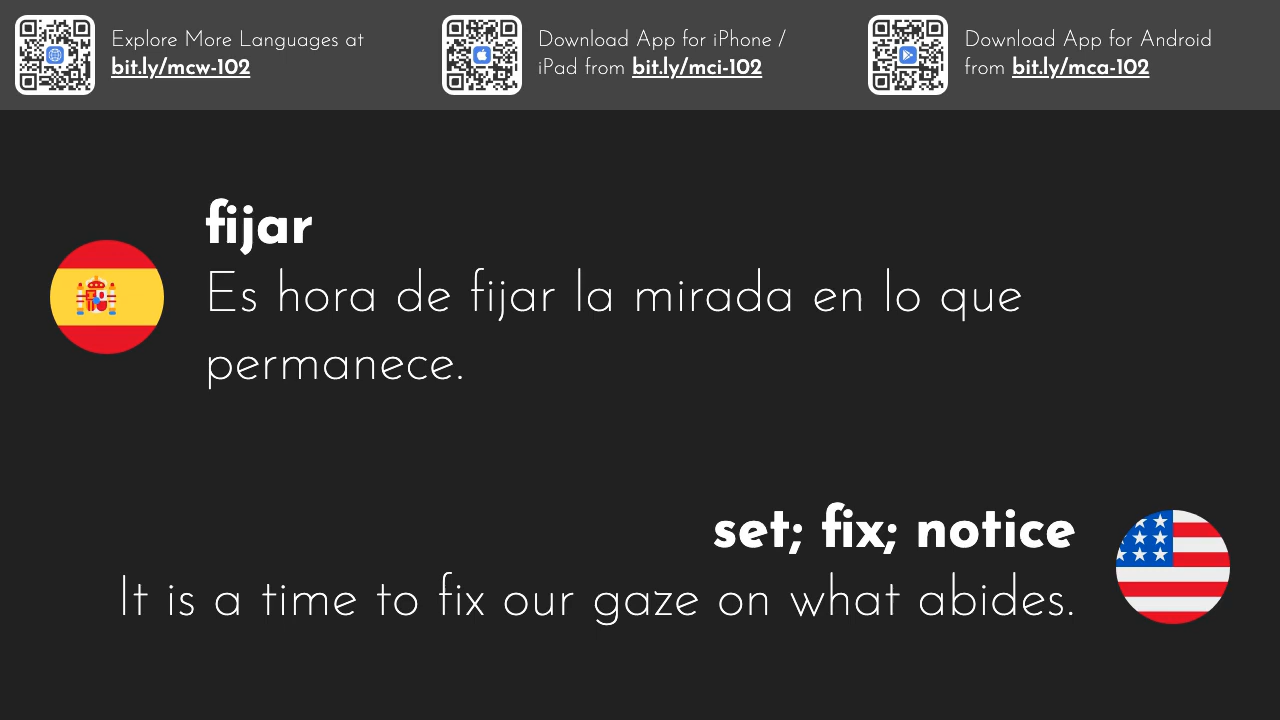 Explore More Languages at
bit.ly/mcw-102
Download App for iPhone /
iPad from bit.ly/mci-102
Download App for Android
from bit.ly/mca-102
fijar
Es hora de fijar la mirada en lo que
permanece.
set; fix; notice
It is a time to fix our gaze on what abides.